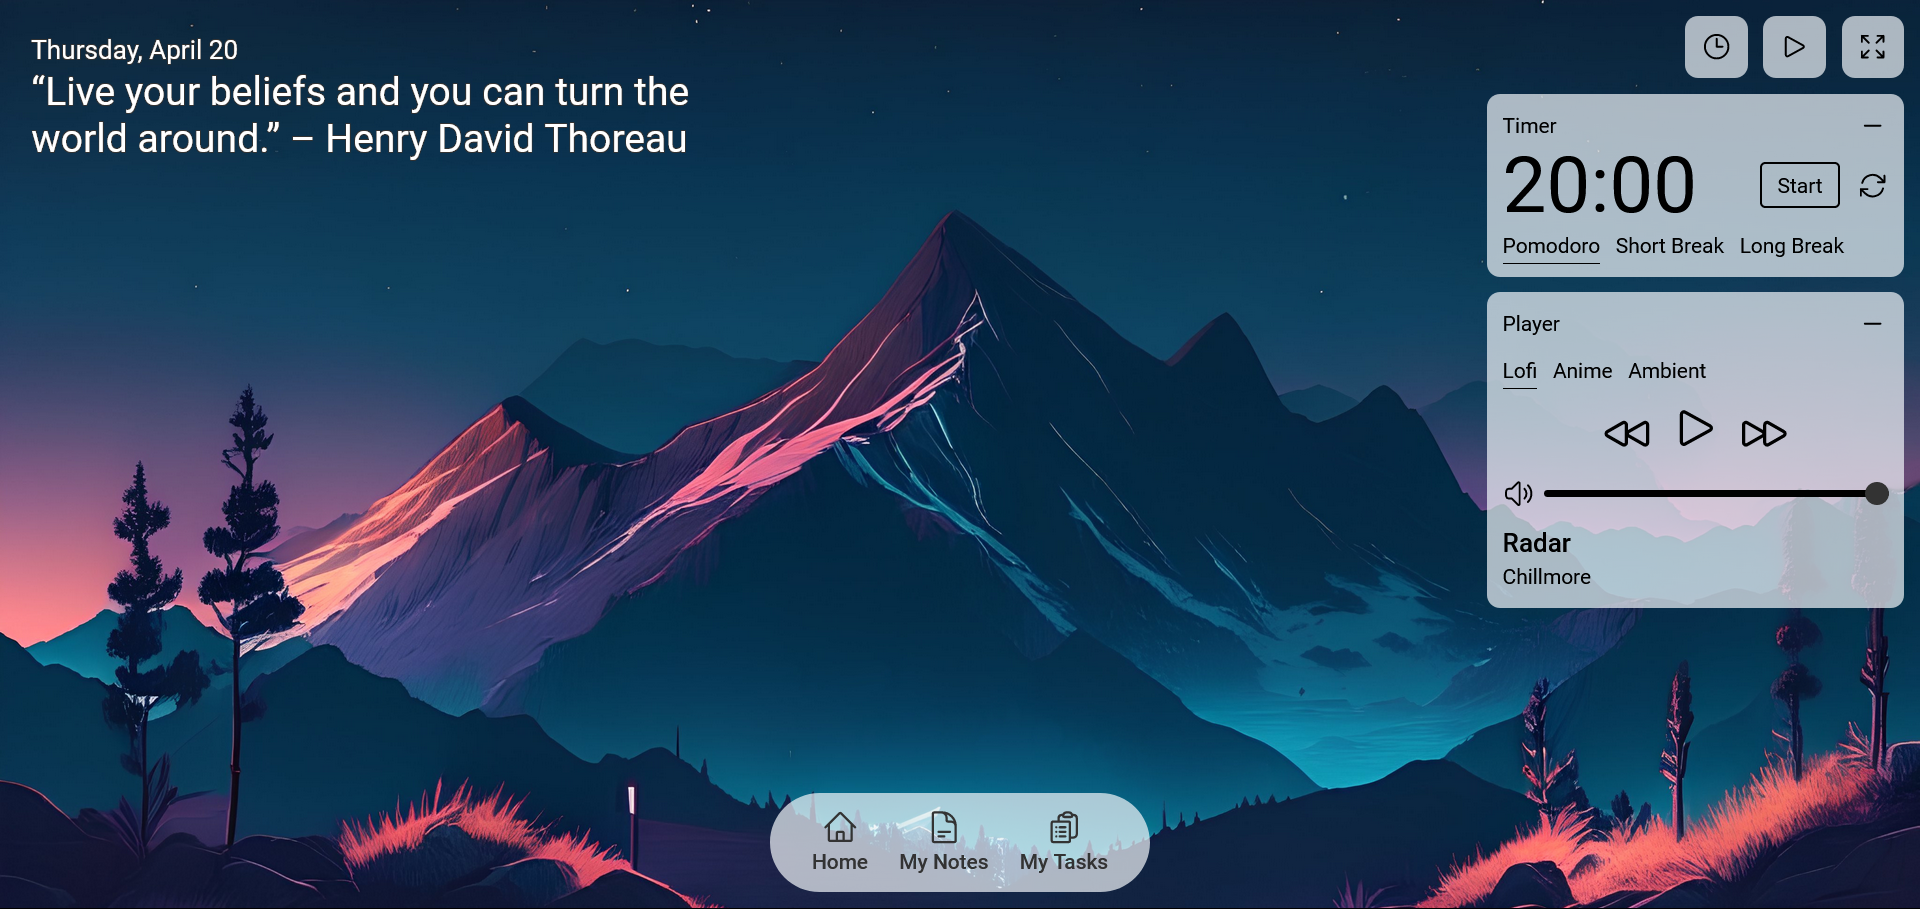 Thursday, April 20
“Live your beliefs and you can turn the
world around.” – Henry David Thoreau
Timer
20:00
Start
Pomodoro Short Break Long Break
Player
Lofi Anime Ambient
Radar
Chillmore
Home My Notes My Tasks